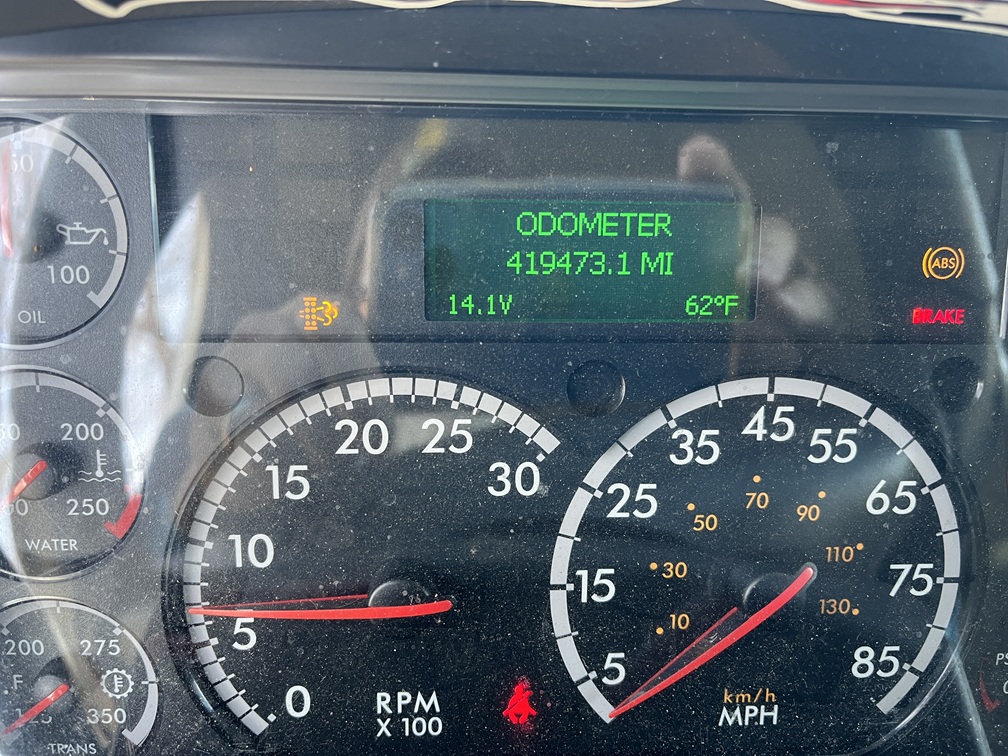 ODOMETER
419473.1 MI
14.1V 62°F
ABS
BRAKE
100
OIL
200
250
WATER
200 275
F
125 350
TRANS
0
5
10
15
20
25
30
RPM
X 100
5
15
25
35
45
55
65
75
85
10
30
50
70
90
110
130
km/h
MPH